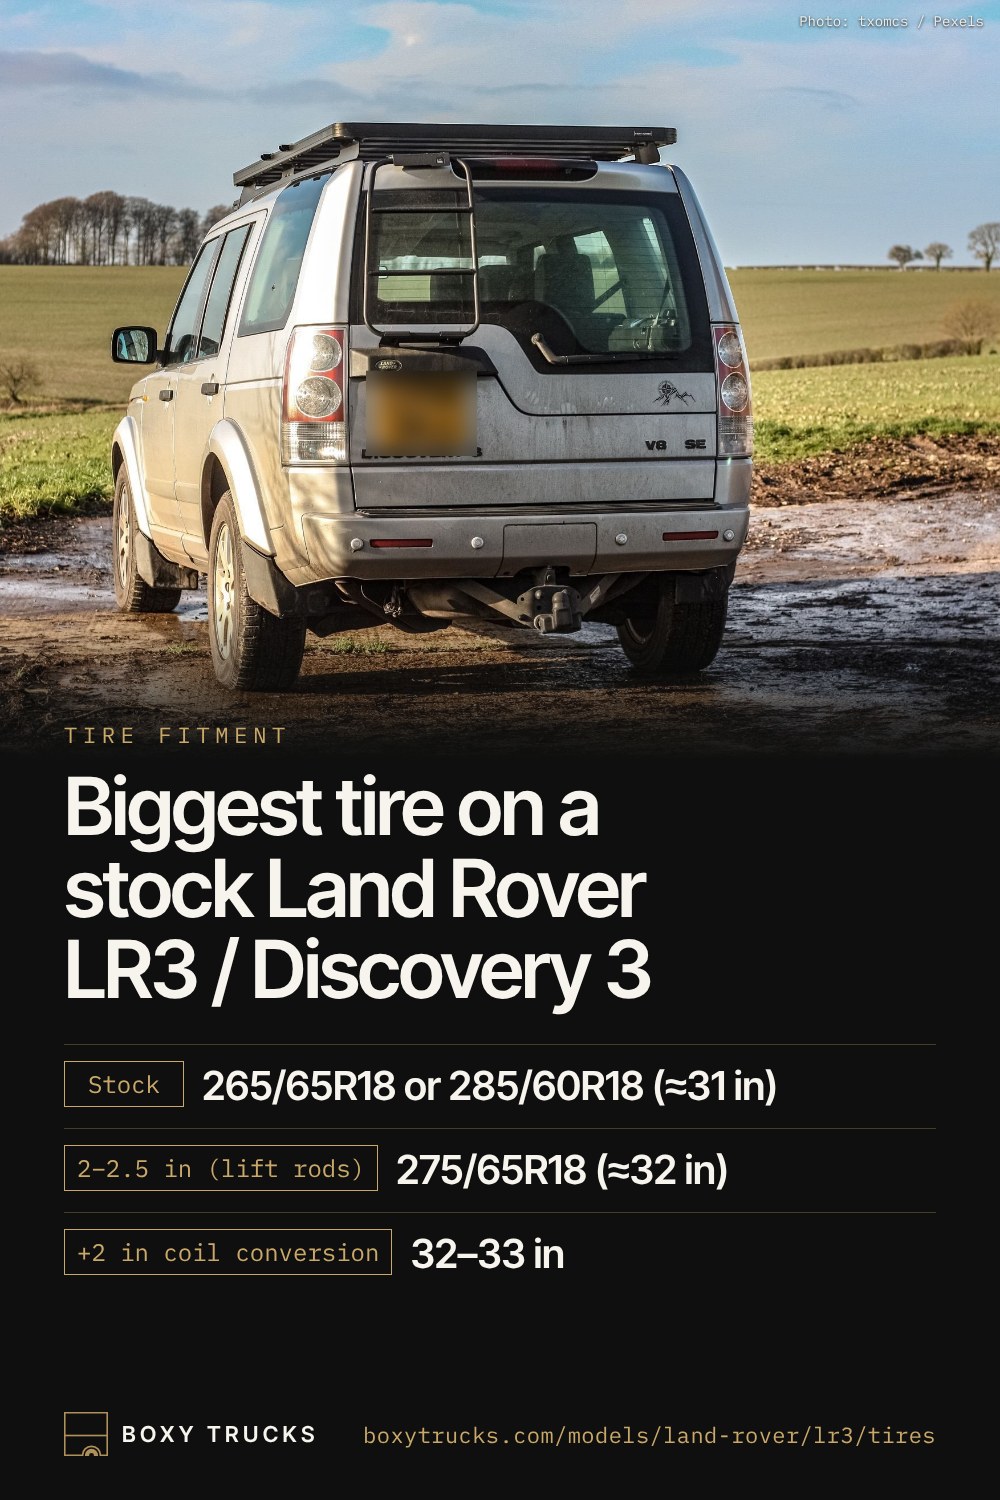 Photo: txomcs / Pexels
LAND-
ROVER
V8 SE
TIRE FITMENT
Biggest tire on a
stock Land Rover
LR3 / Discovery 3
Stock 265/65R18 or 285/60R18 (≈31 in)
2–2.5 in (lift rods) 275/65R18 (≈32 in)
+2 in coil conversion 32–33 in
BOXY TRUCKS boxytrucks.com/models/land-rover/lr3/tires